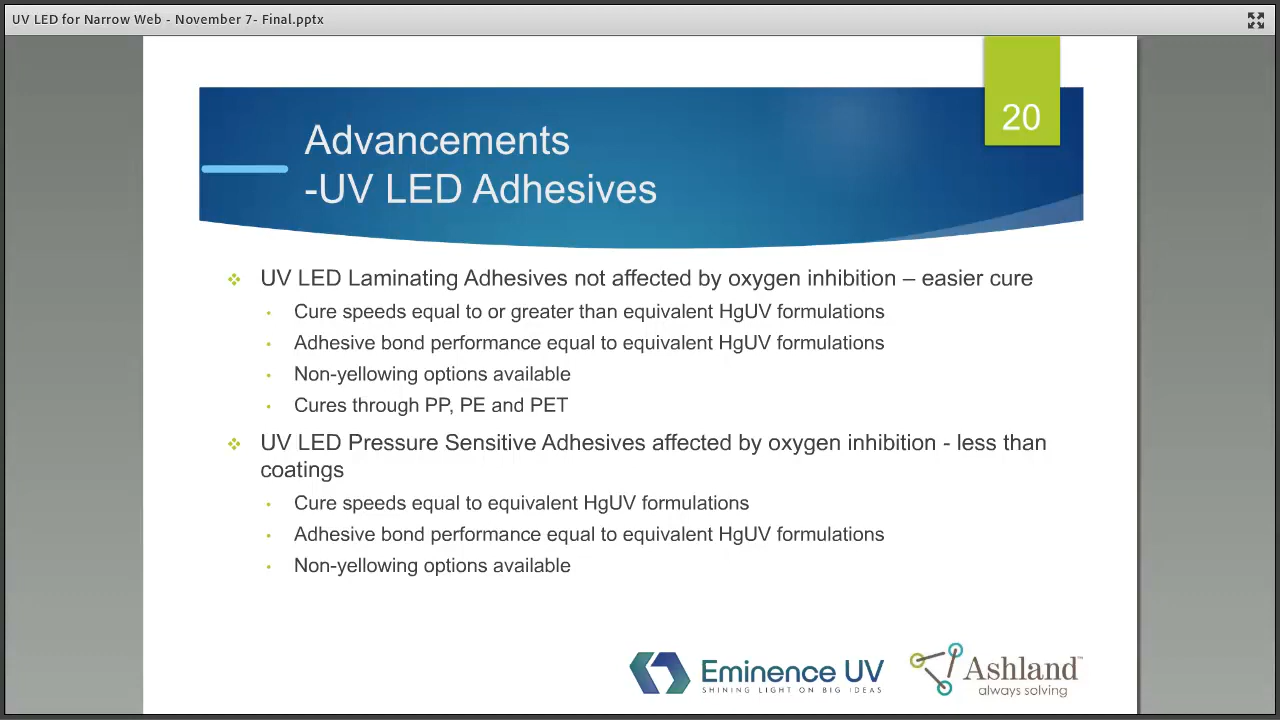 UV LED for Narrow Web - November 7- Final.pptx
20
Advancements
-UV LED Adhesives
UV LED Laminating Adhesives not affected by oxygen inhibition – easier cure
Cure speeds equal to or greater than equivalent HgUV formulations
Adhesive bond performance equal to equivalent HgUV formulations
Non-yellowing options available
Cures through PP, PE and PET
UV LED Pressure Sensitive Adhesives affected by oxygen inhibition - less than
coatings
Cure speeds equal to equivalent HgUV formulations
Adhesive bond performance equal to equivalent HgUV formulations
Non-yellowing options available
Eminence UV
SHINING LIGHT ON BIG IDEAS
Ashland™
always solving